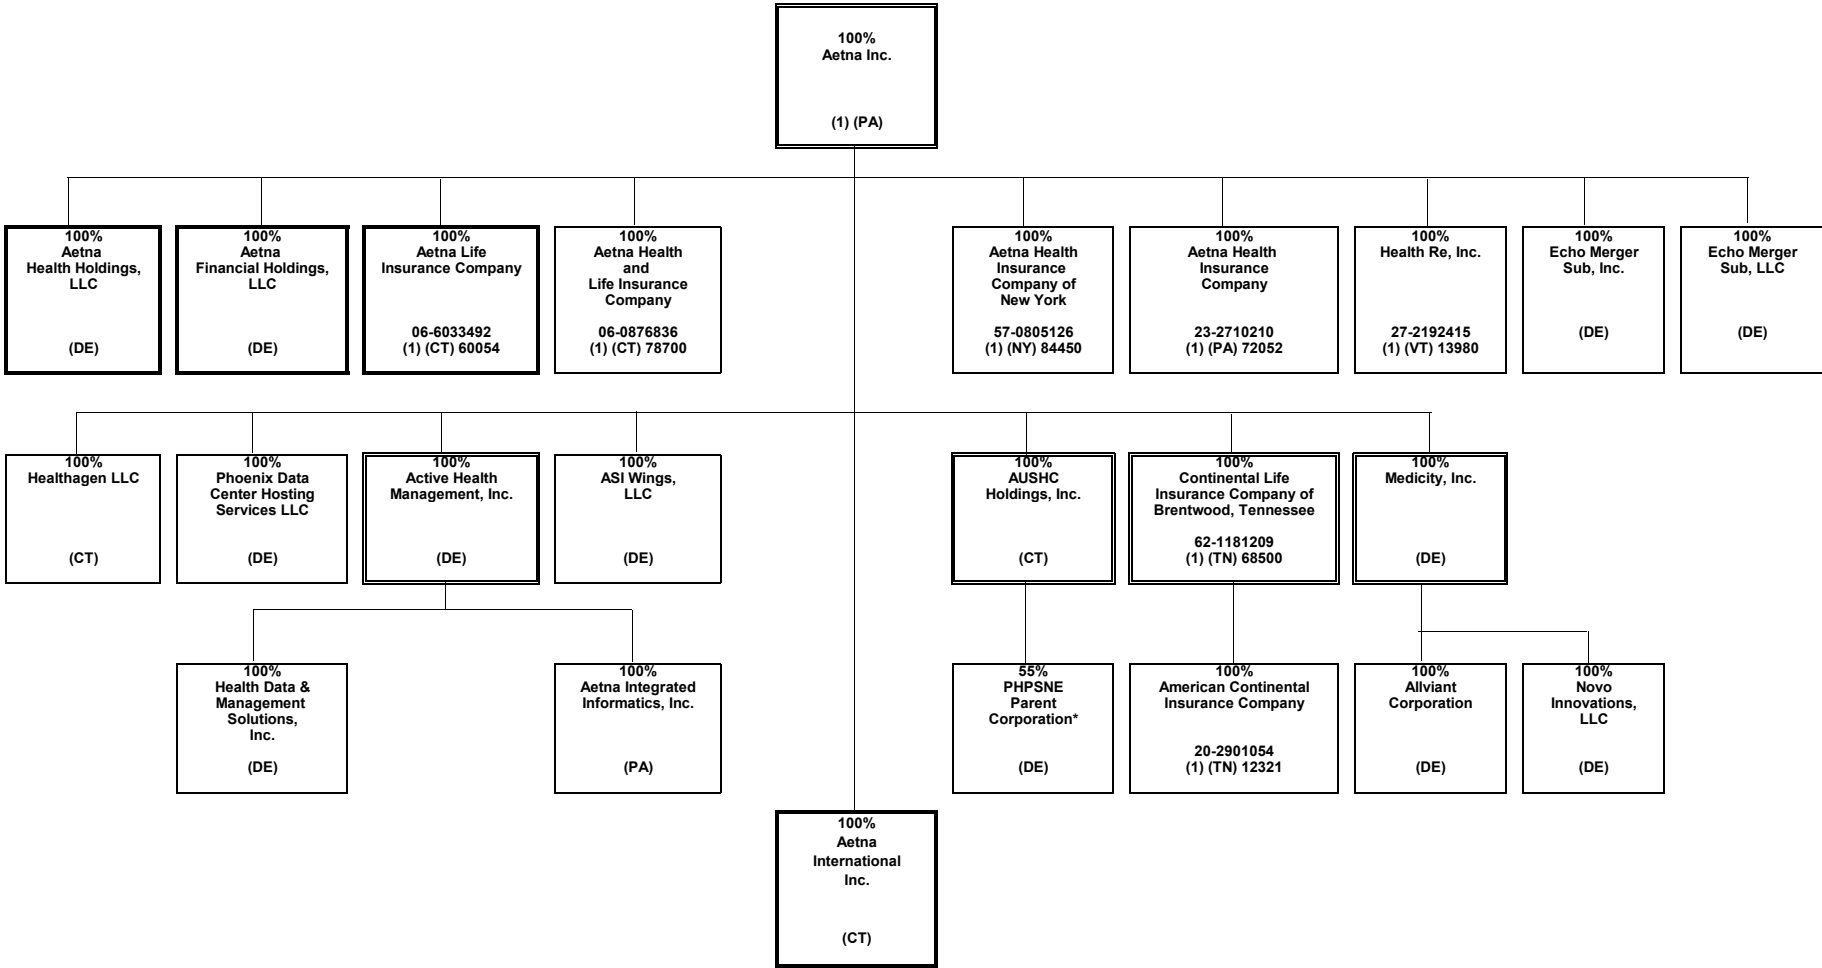 100%
Aetna Inc.
(1) (PA)
100%
Aetna
Health Holdings,
LLC
(DE)
100%
Aetna
Financial Holdings,
LLC
(DE)
100%
Aetna Life
Insurance Company
06-6033492
(1) (CT) 60054
100%
Aetna Health
and
Life Insurance
Company
06-0876836
(1) (CT) 78700
100%
Aetna Health
Insurance
Company of
New York
57-0805126
(1) (NY) 84450
100%
Aetna Health
Insurance
Company
23-2710210
(1) (PA) 72052
100%
Health Re, Inc.
27-2192415
(1) (VT) 13980
100%
Echo Merger
Sub, Inc.
(DE)
100%
Echo Merger
Sub, LLC
(DE)
100%
Healthagen LLC
(CT)
100%
Phoenix Data
Center Hosting
Services LLC
(DE)
100%
Active Health
Management, Inc.
(DE)
100%
ASI Wings,
LLC
(DE)
100%
AUSHC
Holdings, Inc.
(CT)
100%
Continental Life
Insurance Company of
Brentwood, Tennessee
62-1181209
(1) (TN) 68500
100%
Medicity, Inc.
(DE)
100%
Health Data &
Management
Solutions,
Inc.
(DE)
100%
Aetna Integrated
Informatics, Inc.
(PA)
55%
PHPSNE
Parent
Corporation*
(DE)
100%
American Continental
Insurance Company
20-2901054
(1) (TN) 12321
100%
Allviant
Corporation
(DE)
100%
Novo
Innovations,
LLC
(DE)
100%
Aetna
International
Inc.
(CT)